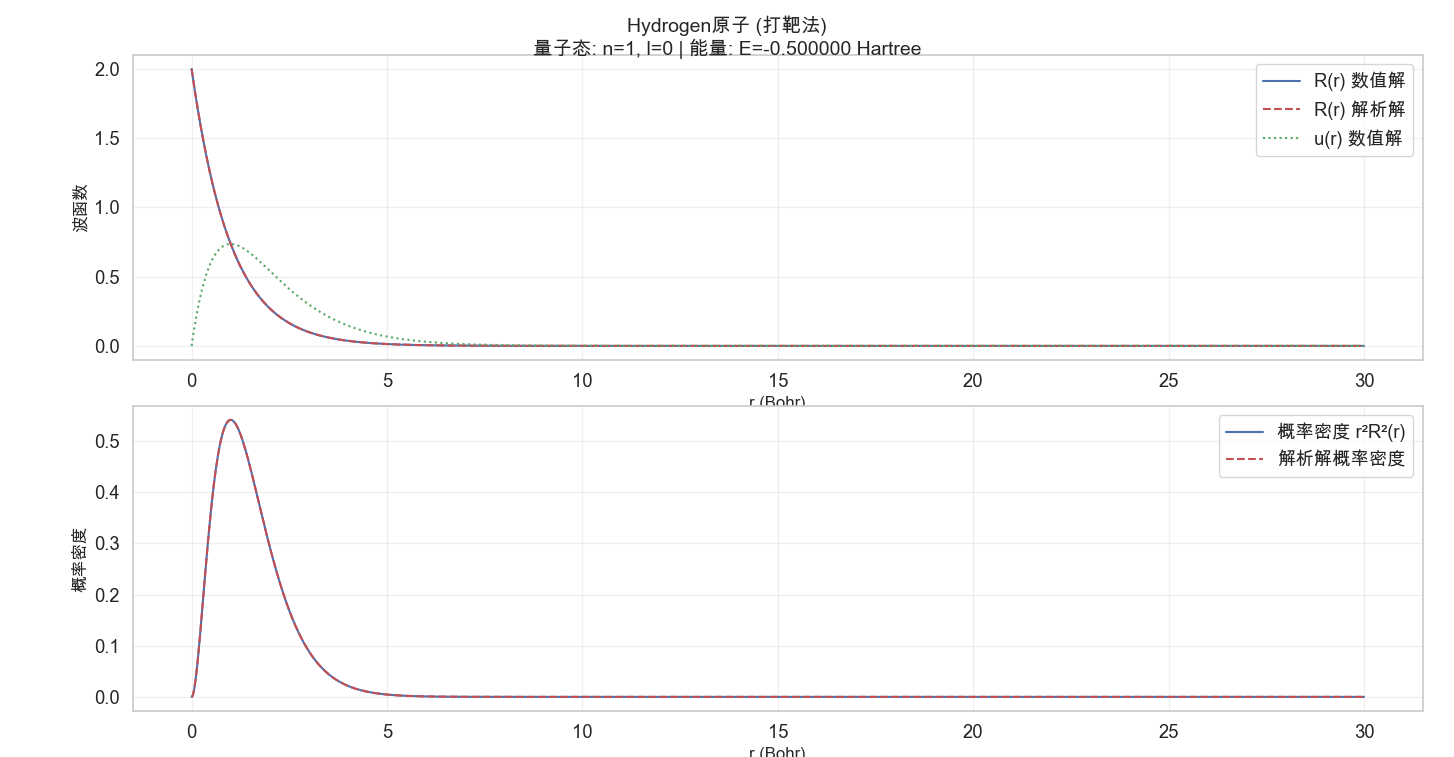 Hydrogen原子 (打靶法)
量子态: n=1, l=0 | 能量: E=-0.500000 Hartree
2.0
1.5
1.0
0.5
0.0
波函数
R(r) 数值解
R(r) 解析解
u(r) 数值解
0 5 10 15 20 25 30
r (Bohr)
0.5
0.4
0.3
0.2
0.1
0.0
概率密度
概率密度 r²R²(r)
解析解概率密度
0 5 10 15 20 25 30
r (Bohr)